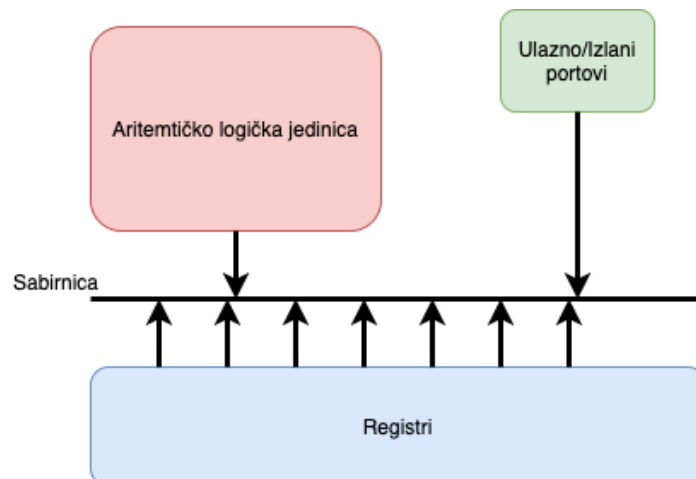 Aritemtičko logička jedinica
Ulazno/Izlani
portovi
Sabirnica
Registri